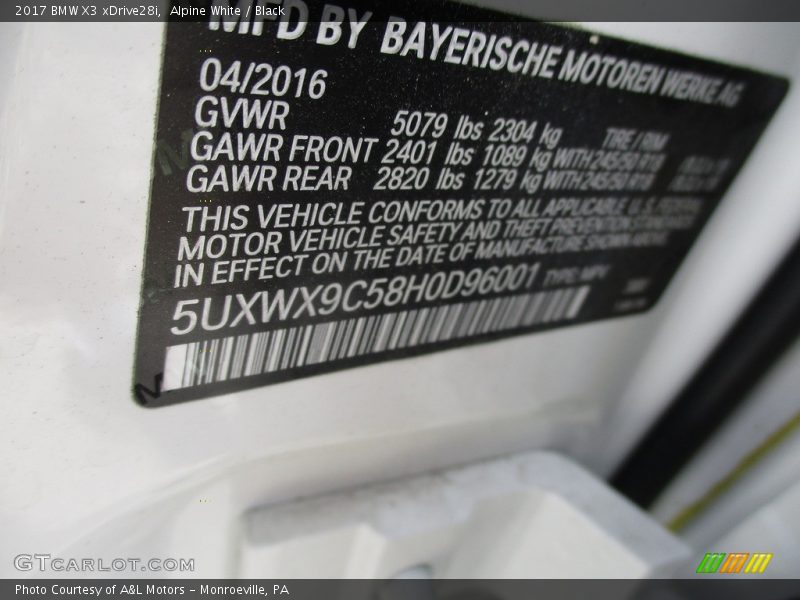 2017 BMW X3 xDrive28i, Alpine White / Black
MFD BY BAYERISCHE MOTOREN WERKE AG
04/2016
GVWR 5079 lbs 2304 kg TIRE / RIM
GAWR FRONT 2401 lbs 1089 kg WITH 245/50 R18
GAWR REAR 2820 lbs 1279 kg WITH 245/50 R18
THIS VEHICLE CONFORMS TO ALL APPLICABLE U.S.
MOTOR VEHICLE SAFETY AND THEFT PREVENTION
IN EFFECT ON THE DATE OF MANUFACTURE SHOWN ABOVE
5UXWX9C58H0D96001 TYPE: MPV
GTCARLOT.COM
Photo Courtesy of A&L Motors – Monroeville, PA